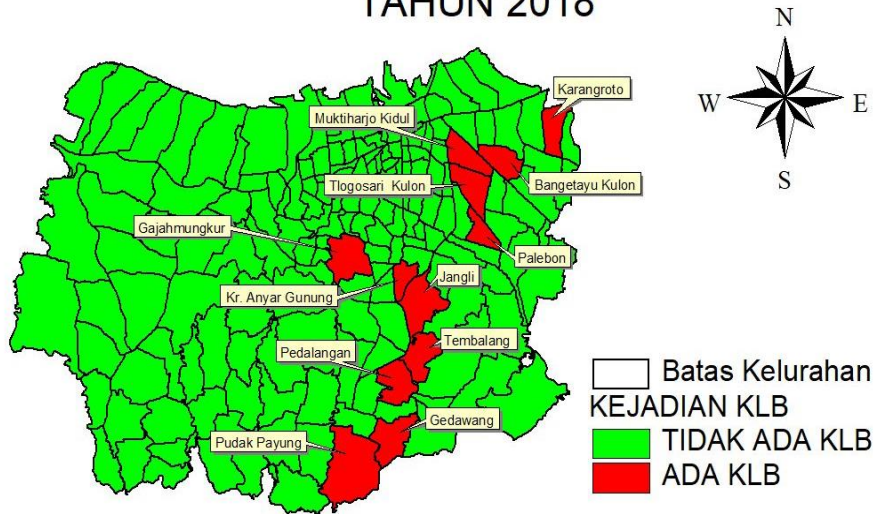 TAHUN 2018
N
W
E
S
Karangroto
Muktiharjo Kidul
Tlogosari Kulon
Bangetayu Kulon
Gajahmungkur
Palebon
Jangli
Kr. Anyar Gunung
Tembalang
Pedalangan
Gedawang
Pudak Payung
Batas Kelurahan
KEJADIAN KLB
TIDAK ADA KLB
ADA KLB